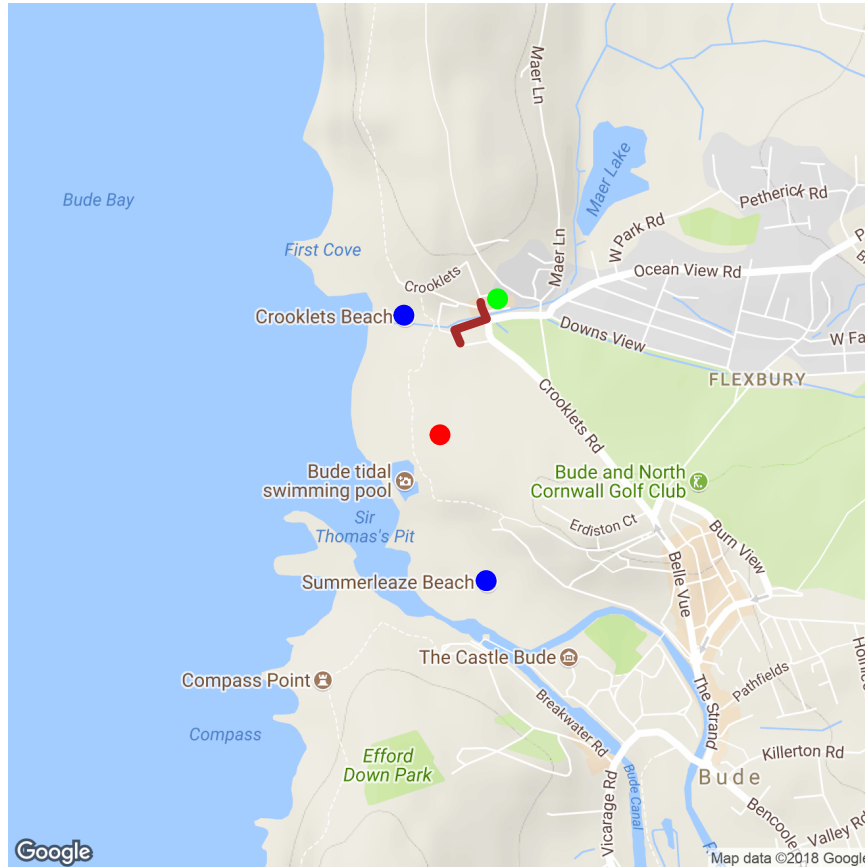 Maer Ln
Maer Lake
Petherick Rd
Bude Bay
W Park Rd
First Cove
Maer Ln
Ocean View Rd
Crooklets
Crooklets Beach
Downs View
FLEXBURY
Crooklets Rd
Bude tidal
swimming pool
Bude and North
Cornwall Golf Club
Sir
Thomas's Pit
Erdiston Ct
Burn View
Belle Vue
Summerleaze Beach
The Castle Bude
Compass Point
Pathfields
The Strand
Breakwater Rd
Compass
Efford
Down Park
Killerton Rd
Bude
Bude Canal
Vicarage Rd
Bencoole
Valley Rd
Google
Map data ©2018 Google